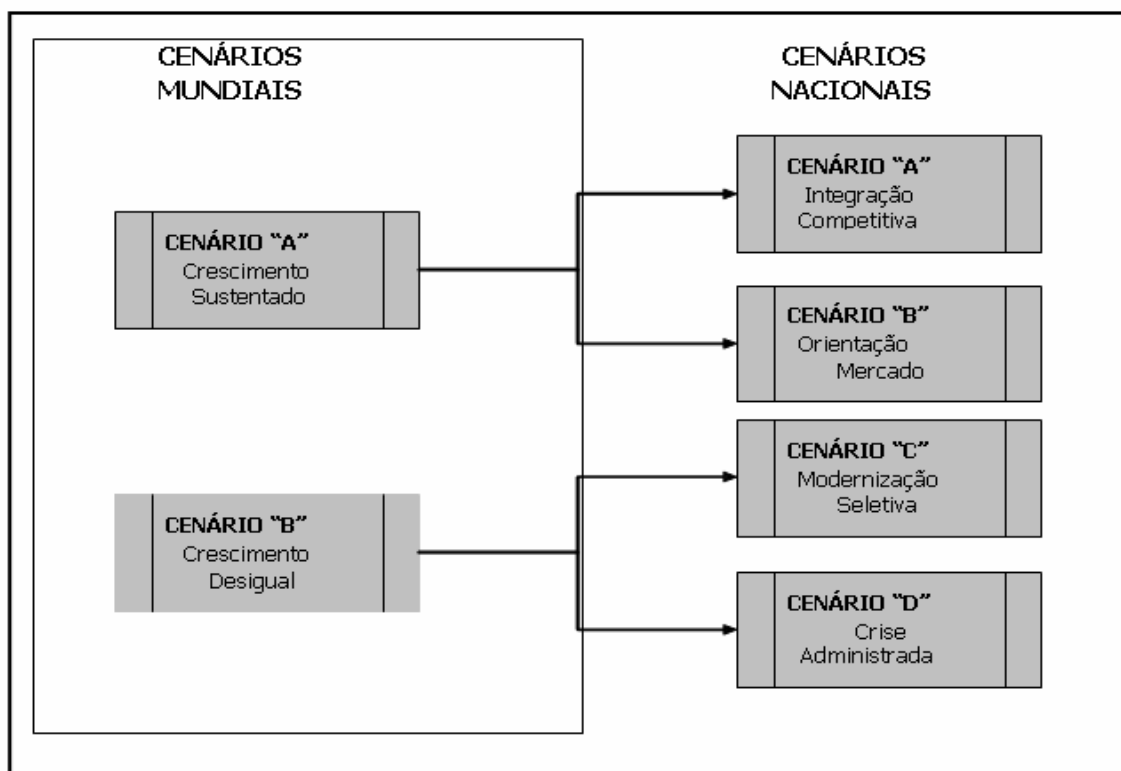 CENÁRIOS
MUNDIAIS
CENÁRIO "A"
Crescimento
Sustentado
CENÁRIO "B"
Crescimento
Desigual
CENÁRIOS
NACIONAIS
CENÁRIO "A"
Integração
Competitiva
CENÁRIO "B"
Orientação
Mercado
CENÁRIO "C"
Modernização
Seletiva
CENÁRIO "D"
Crise
Administrada